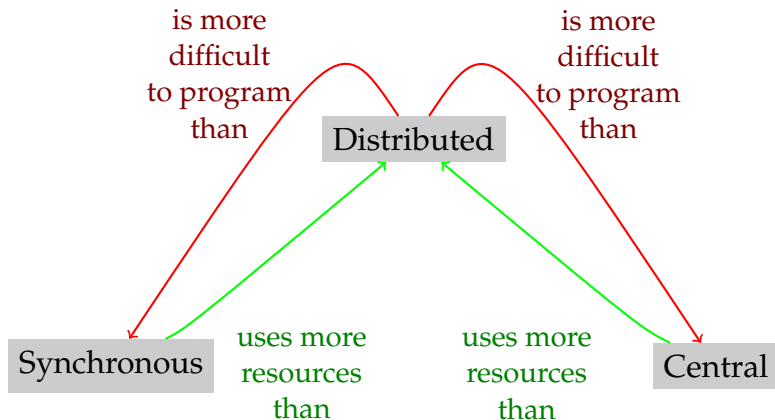 is more
difficult
to program
than
is more
difficult
to program
than
Distributed
Synchronous
uses more
resources
than
uses more
resources
than
Central